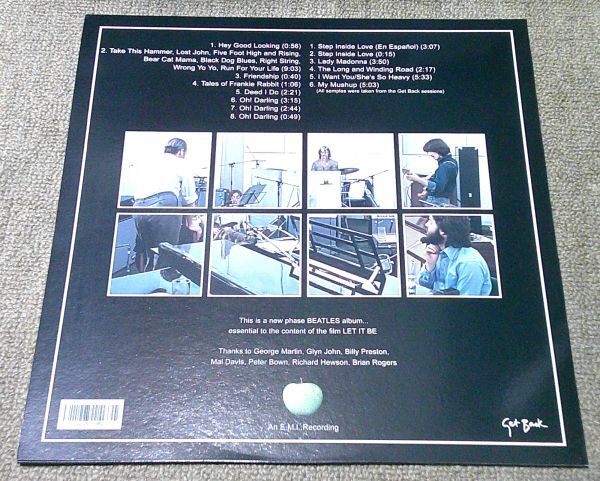 1. Hey Good Looking (0:56)
2. Take This Hammer, Lost John, Five Foot High and Rising,
Bear Cat Mama, Black Dog Blues, Right String,
Wrong Yo Yo, Run For Your Life (9:03)
3. Friendship (0:40)
4. Tales of Frankie Rabbit (1:06)
5. Deed I Do (2:21)
6. Oh! Darling (3:15)
7. Oh! Darling (2:44)
8. Oh! Darling (0:49)
1. Step Inside Love (En Español) (3:07)
2. Step Inside Love (0:15)
3. Lady Madonna (3:50)
4. The Long and Winding Road (2:17)
5. I Want You/She's So Heavy (5:33)
6. My Mushup (5:03)
(All samples were taken from the Get Back sessions)
This is a new phase BEATLES album...
essential to the content of the film LET IT BE
Thanks to George Martin, Glyn John, Billy Preston,
Mal Davis, Peter Bown, Richard Hewson, Brian Rogers
An E.M.I. Recording
Get Back